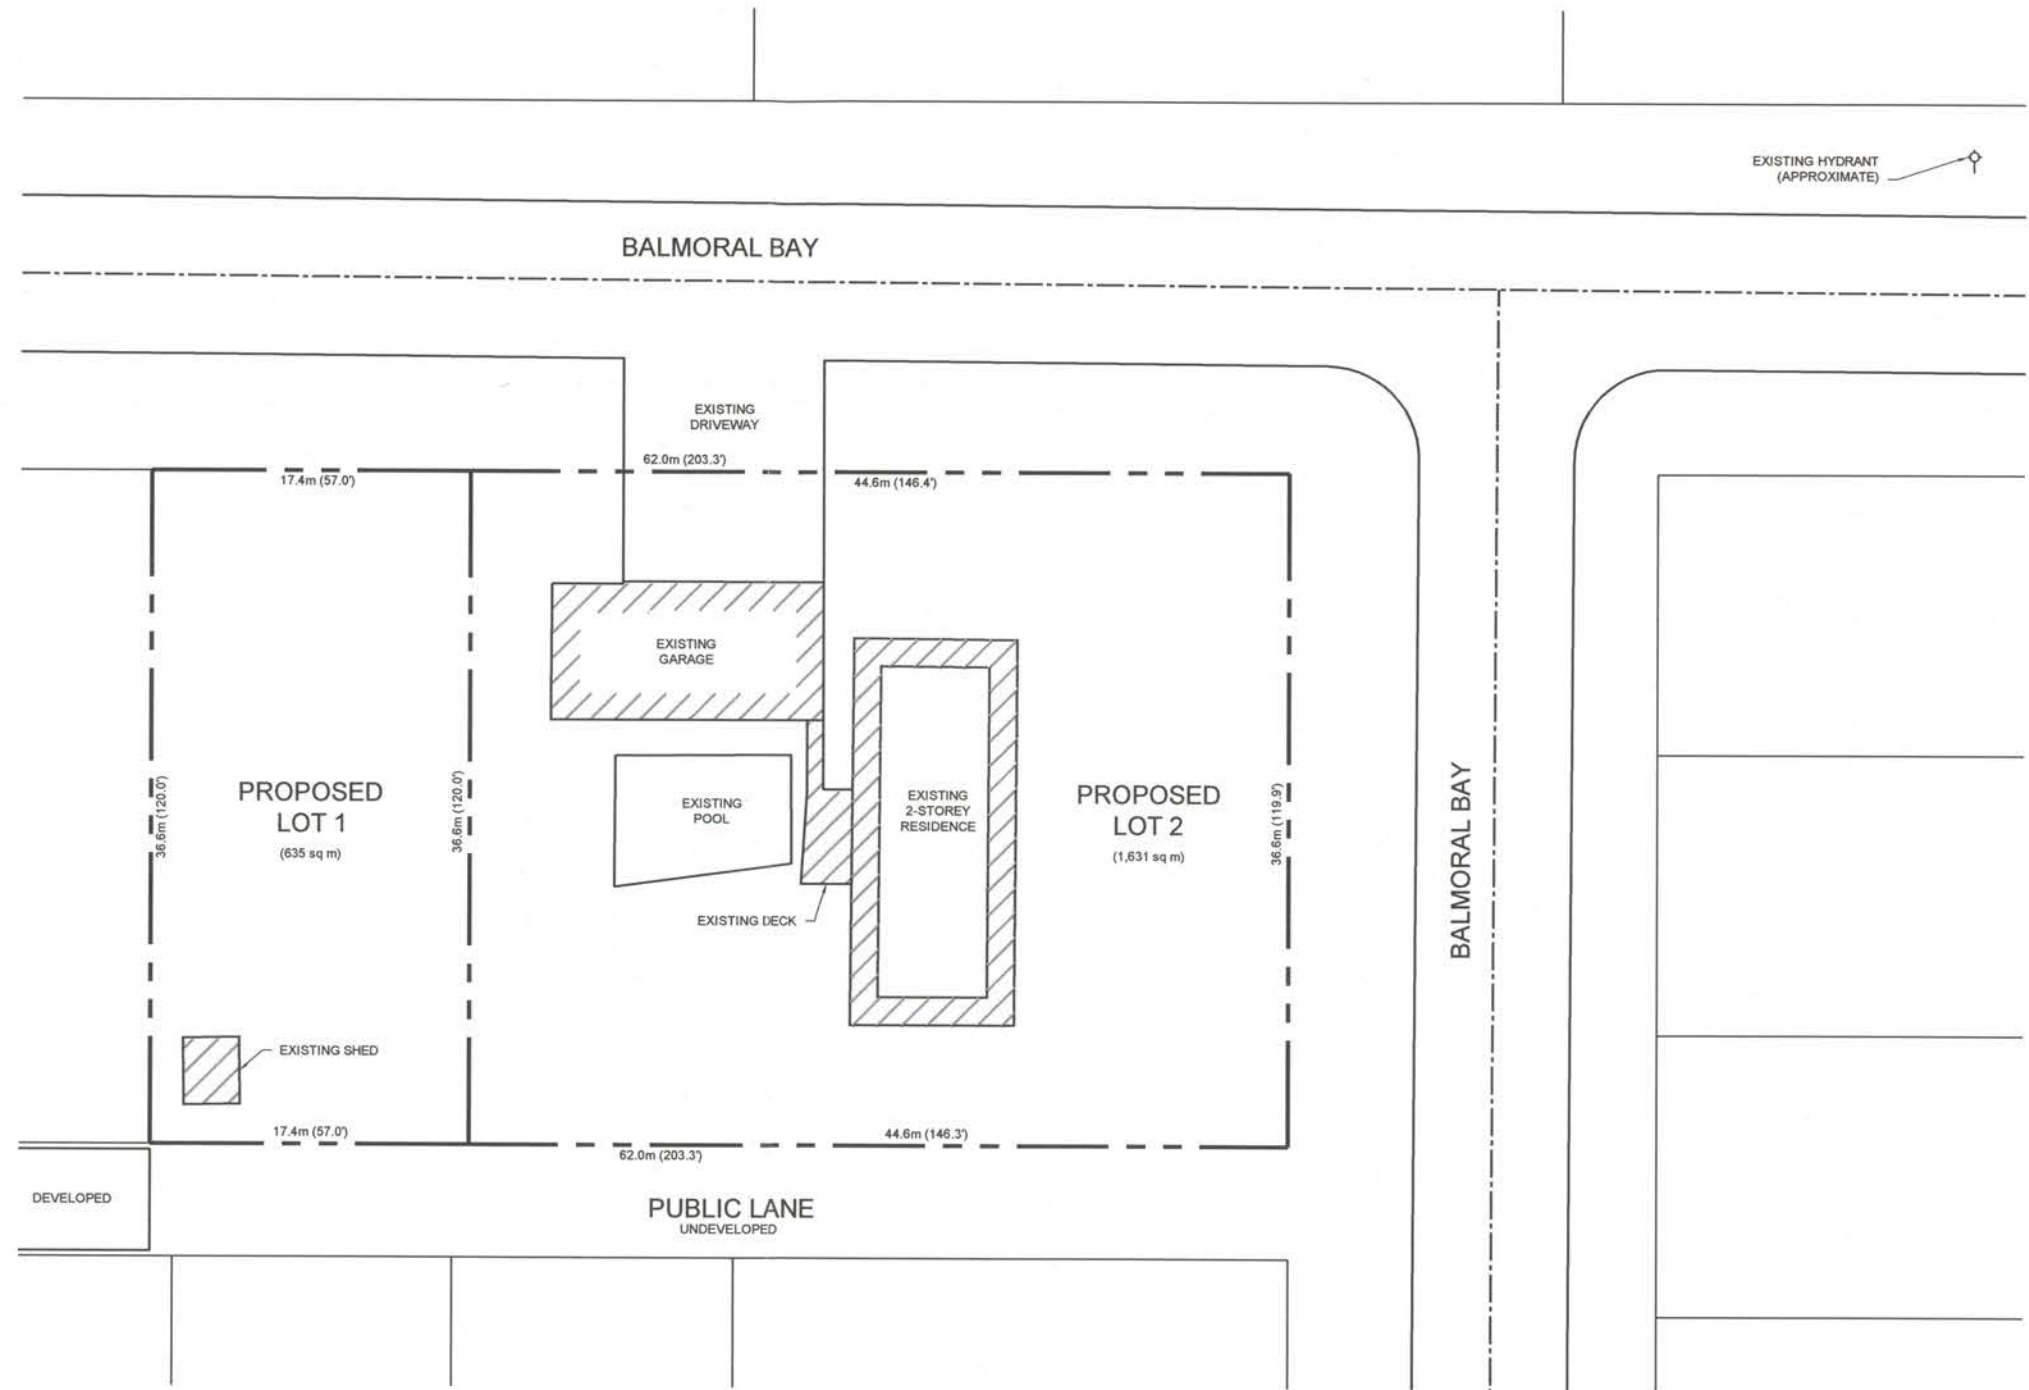 EXISTING HYDRANT
(APPROXIMATE)
BALMORAL BAY
EXISTING
DRIVEWAY
62.0m (203.3')
17.4m (57.0')
44.6m (146.4')
EXISTING
GARAGE
36.6m (120.0')
PROPOSED
LOT 1
(635 sq m)
36.6m (120.0')
EXISTING
POOL
EXISTING
2-STOREY
RESIDENCE
PROPOSED
LOT 2
(1,631 sq m)
36.6m (119.9')
BALMORAL BAY
EXISTING DECK
EXISTING SHED
17.4m (57.0')
44.6m (146.3')
62.0m (203.3')
DEVELOPED
PUBLIC LANE
UNDEVELOPED